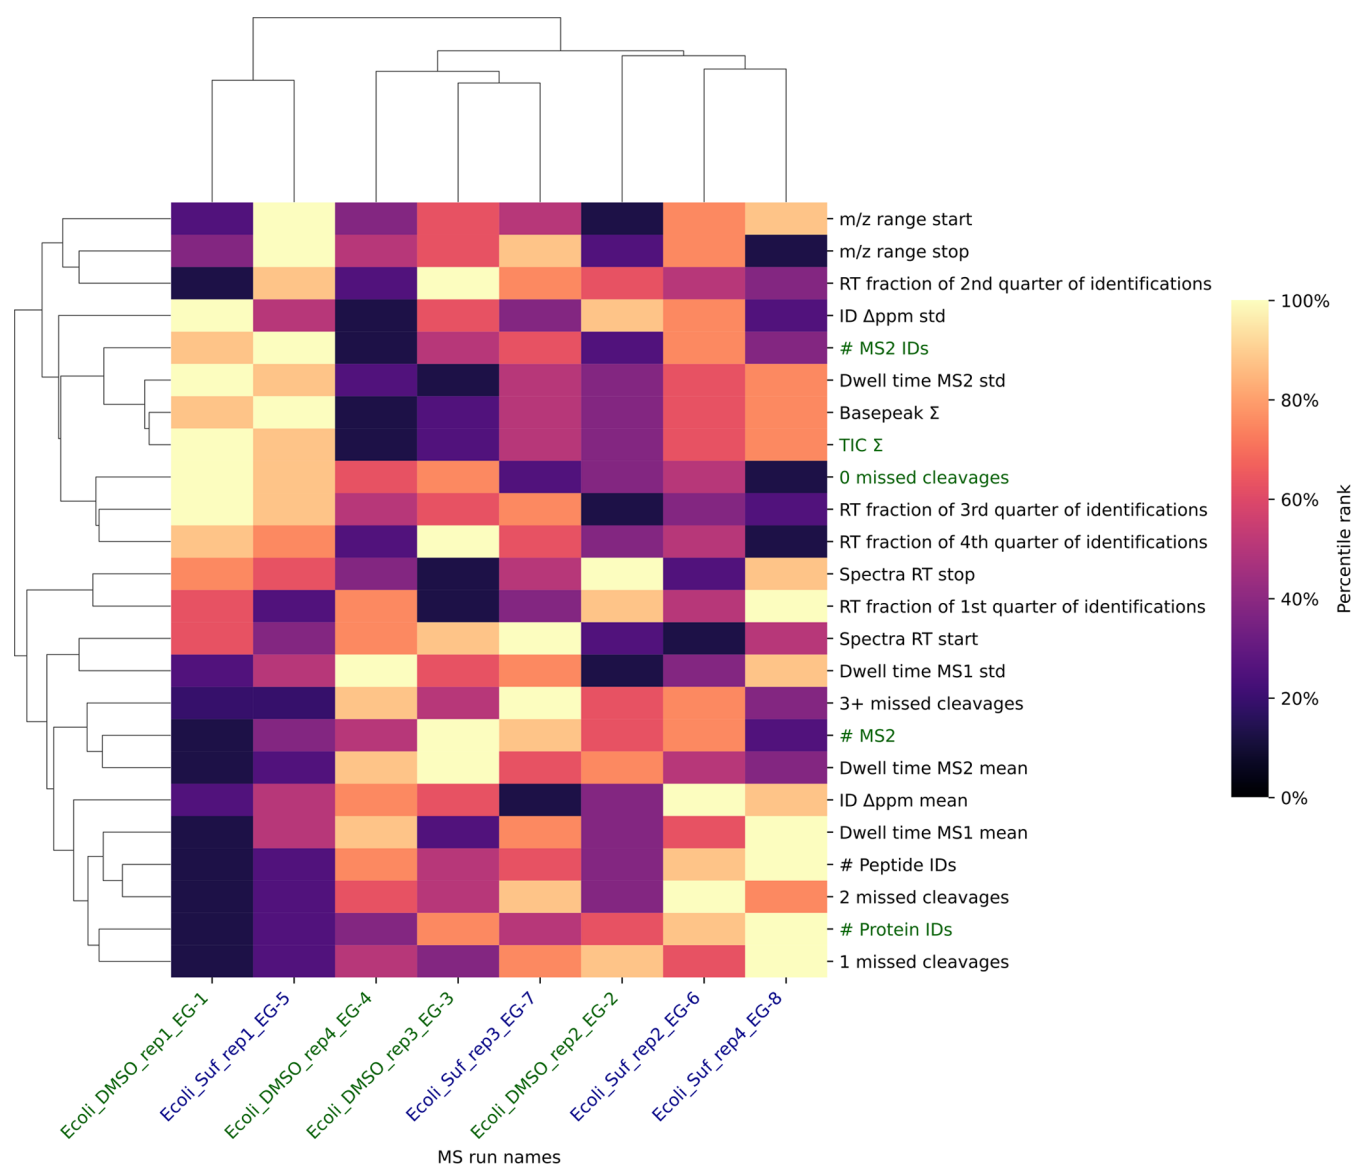 m/z range start
m/z range stop
RT fraction of 2nd quarter of identifications
ID Δppm std
# MS2 IDs
Dwell time MS2 std
Basepeak Σ
TIC Σ
0 missed cleavages
RT fraction of 3rd quarter of identifications
RT fraction of 4th quarter of identifications
Spectra RT stop
RT fraction of 1st quarter of identifications
Spectra RT start
Dwell time MS1 std
3+ missed cleavages
# MS2
Dwell time MS2 mean
ID Δppm mean
Dwell time MS1 mean
# Peptide IDs
2 missed cleavages
# Protein IDs
1 missed cleavages
100%
80%
60%
40%
20%
0%
Percentile rank
Ecoli_DMSO_rep1_EG-1
Ecoli_Suf_rep1_EG-5
Ecoli_DMSO_rep4_EG-4
Ecoli_DMSO_rep3_EG-3
Ecoli_Suf_rep3_EG-7
Ecoli_DMSO_rep2_EG-2
Ecoli_Suf_rep2_EG-6
Ecoli_Suf_rep4_EG-8
MS run names